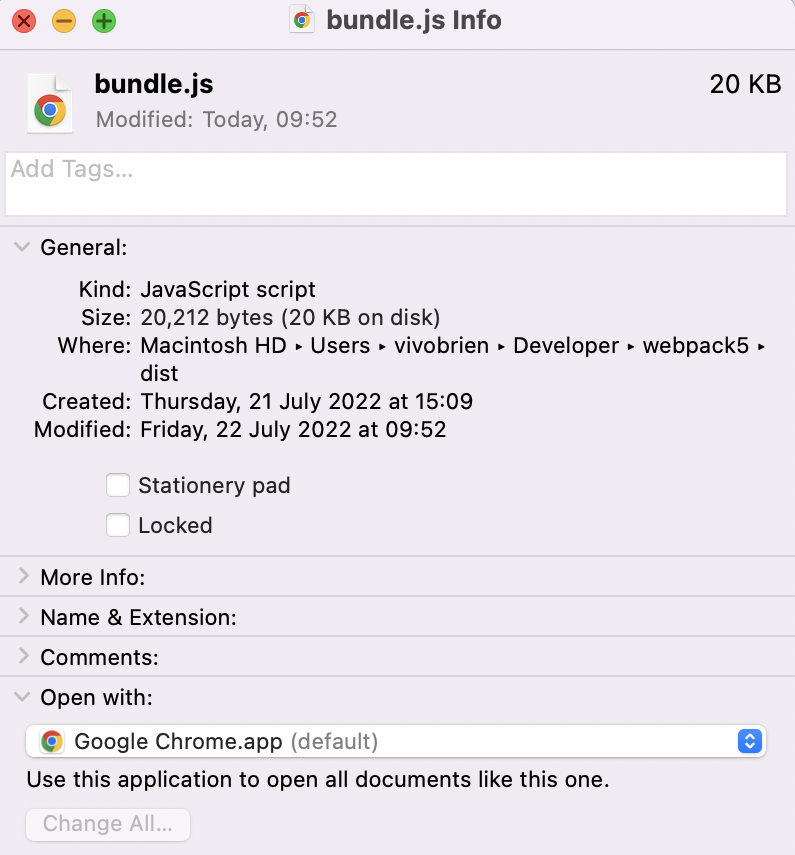 bundle.js Info
bundle.js
20 KB
Modified: Today, 09:52
Add Tags...
General:
Kind: JavaScript script
Size: 20,212 bytes (20 KB on disk)
Where: Macintosh HD ▸ Users ▸ vivobrien ▸ Developer ▸ webpack5 ▸
dist
Created: Thursday, 21 July 2022 at 15:09
Modified: Friday, 22 July 2022 at 09:52
Stationery pad
Locked
More Info:
Name & Extension:
Comments:
Open with:
Google Chrome.app (default)
Use this application to open all documents like this one.
Change All...